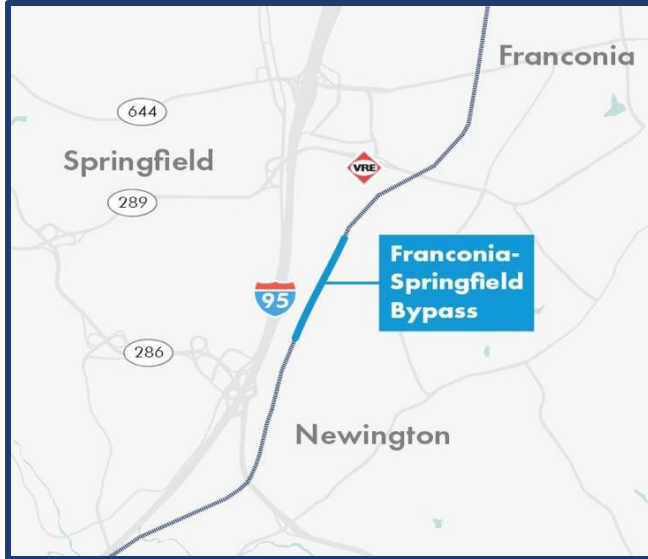 Franconia
644
Springfield
VRE
289
Franconia-
Springfield
Bypass
95
286
Newington